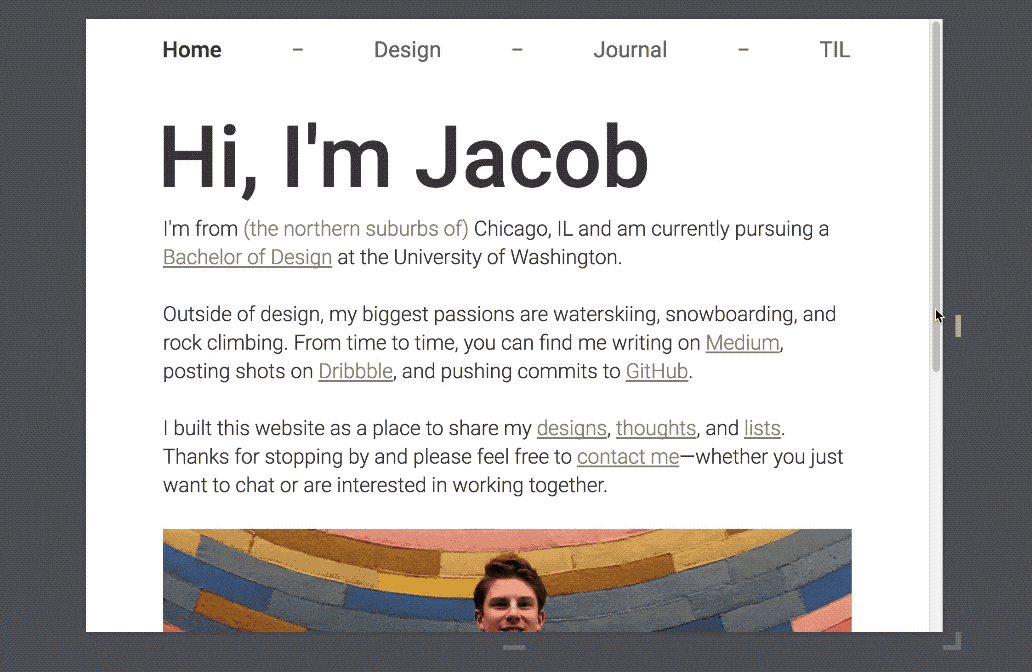 Home – Design – Journal – TIL
Hi, I'm Jacob
I'm from (the northern suburbs of) Chicago, IL and am currently pursuing a
Bachelor of Design at the University of Washington.
Outside of design, my biggest passions are waterskiing, snowboarding, and
rock climbing. From time to time, you can find me writing on Medium,
posting shots on Dribbble, and pushing commits to GitHub.
I built this website as a place to share my designs, thoughts, and lists.
Thanks for stopping by and please feel free to contact me—whether you just
want to chat or are interested in working together.